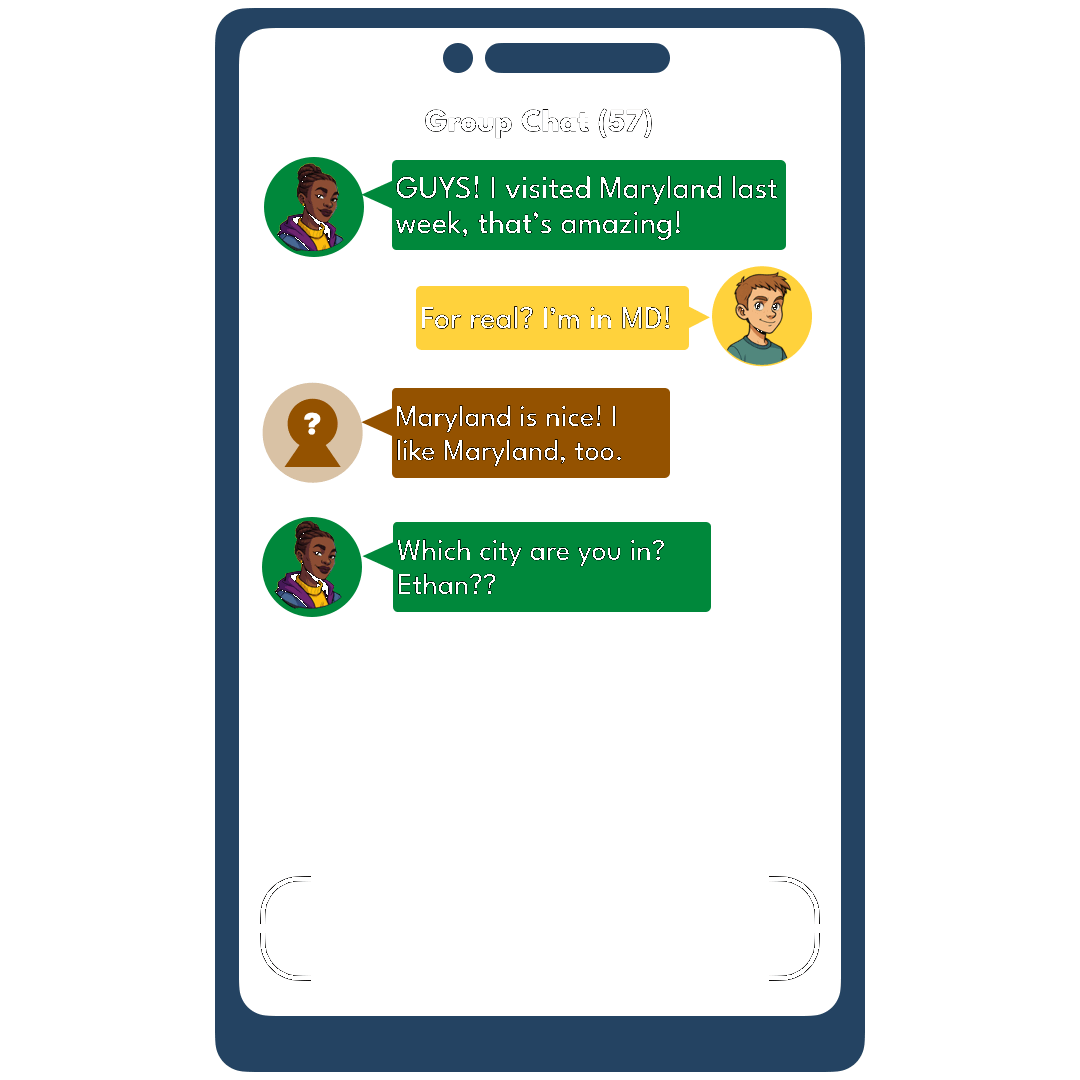 Group Chat (57)
GUYS! I visited Maryland last
week, that’s amazing!
For real? I’m in MD!
?
Maryland is nice! I
like Maryland, too.
Which city are you in?
Ethan??